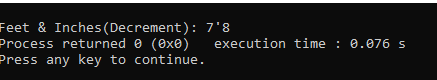 Feet & Inches(Decrement): 7'8
Process returned 0 (0x0)   execution time : 0.076 s
Press any key to continue.